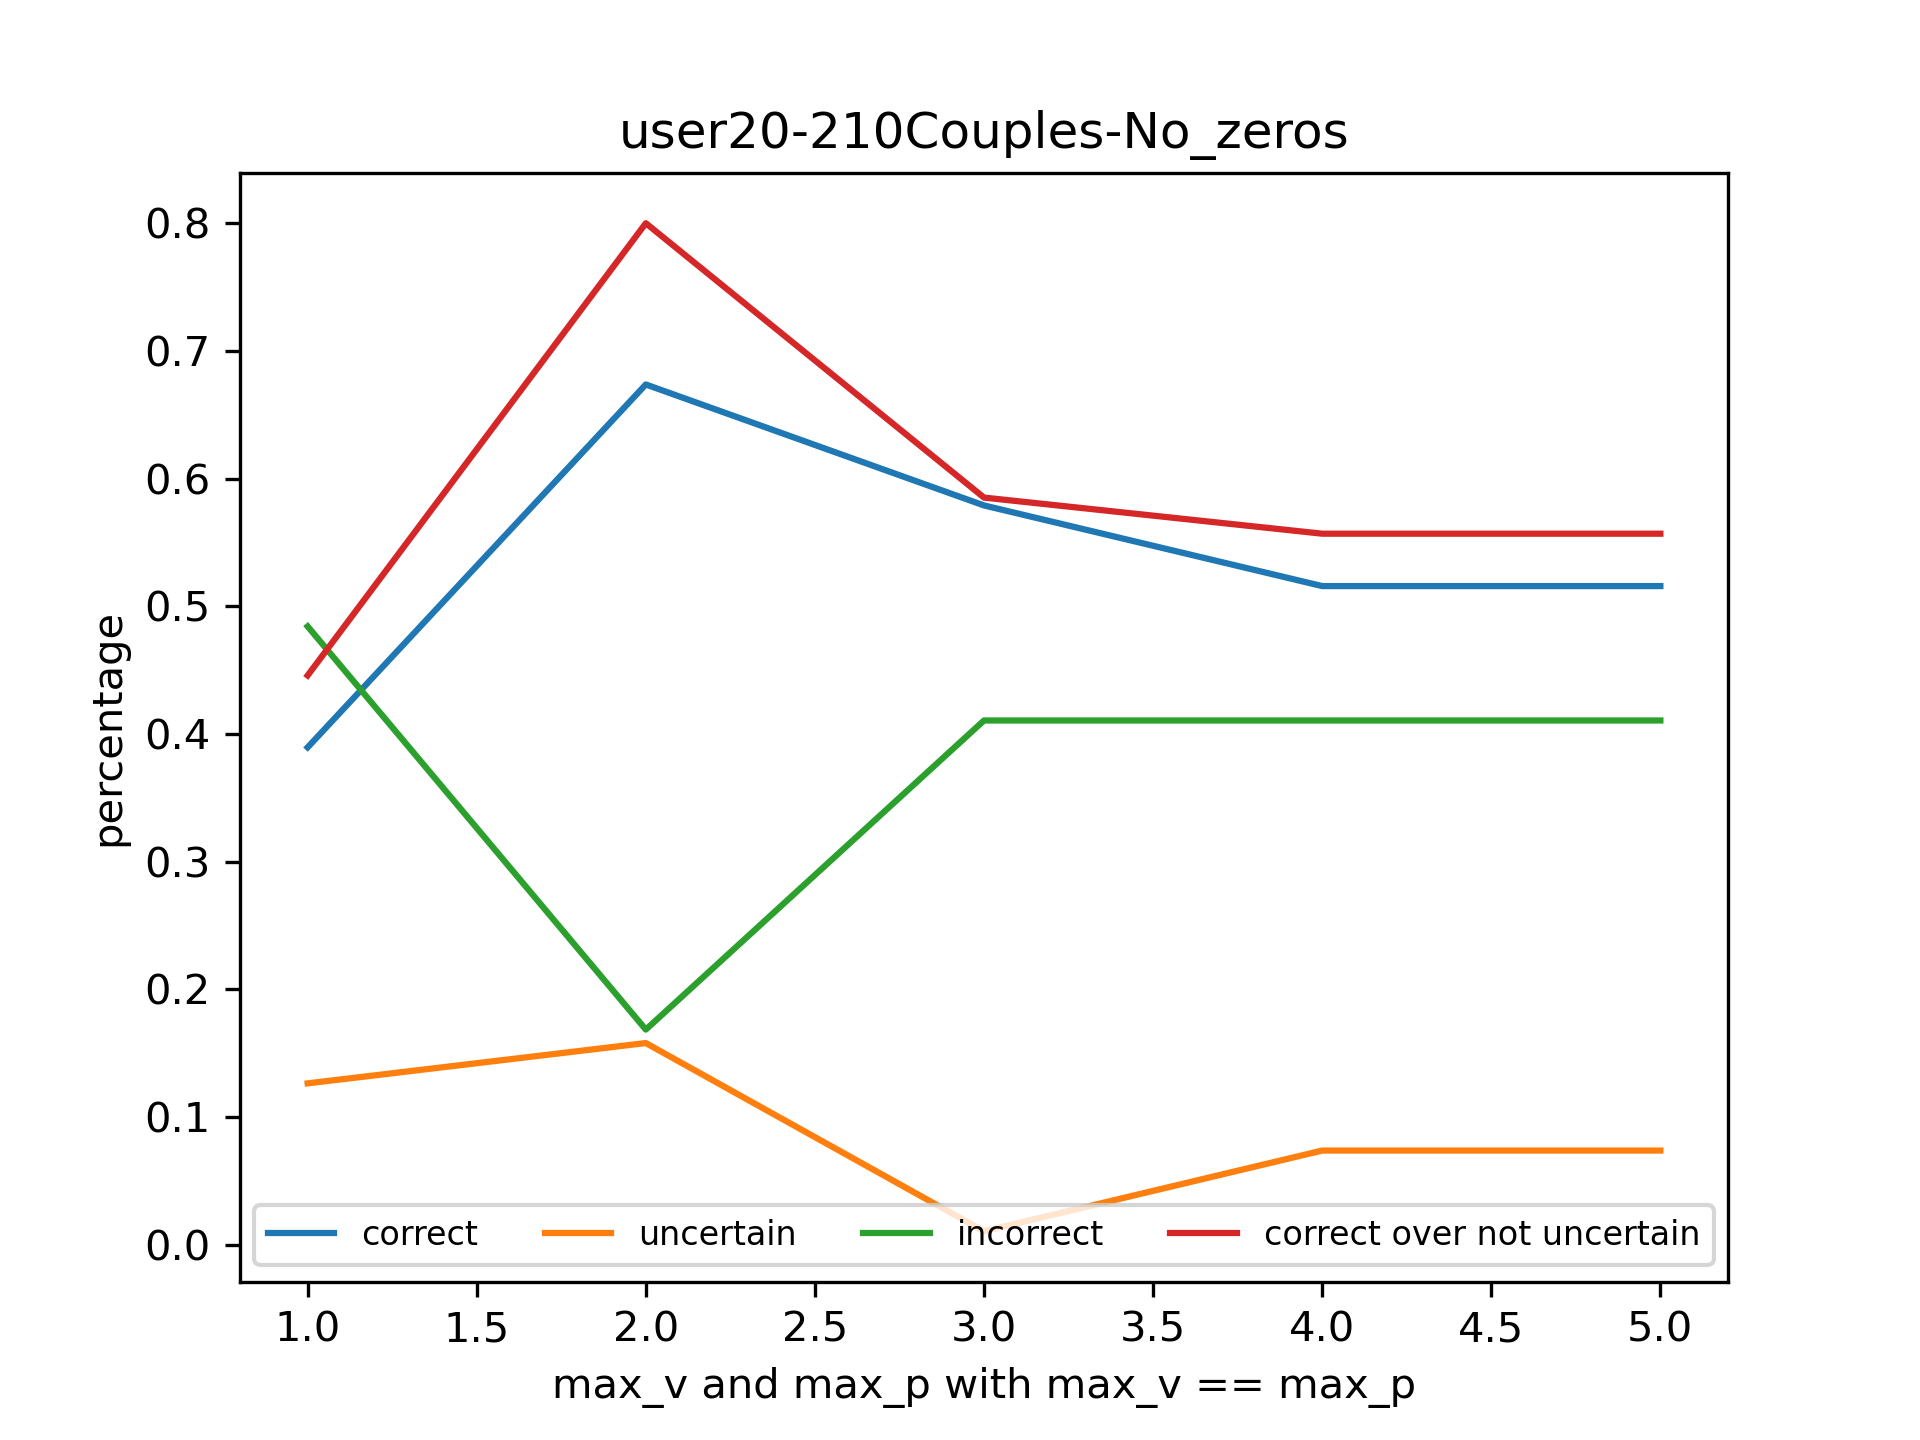 user20-210Couples-No_zeros
percentage
0.8
0.7
0.6
0.5
0.4
0.3
0.2
0.1
0.0
correct uncertain incorrect correct over not uncertain
1.0 1.5 2.0 2.5 3.0 3.5 4.0 4.5 5.0
max_v and max_p with max_v == max_p